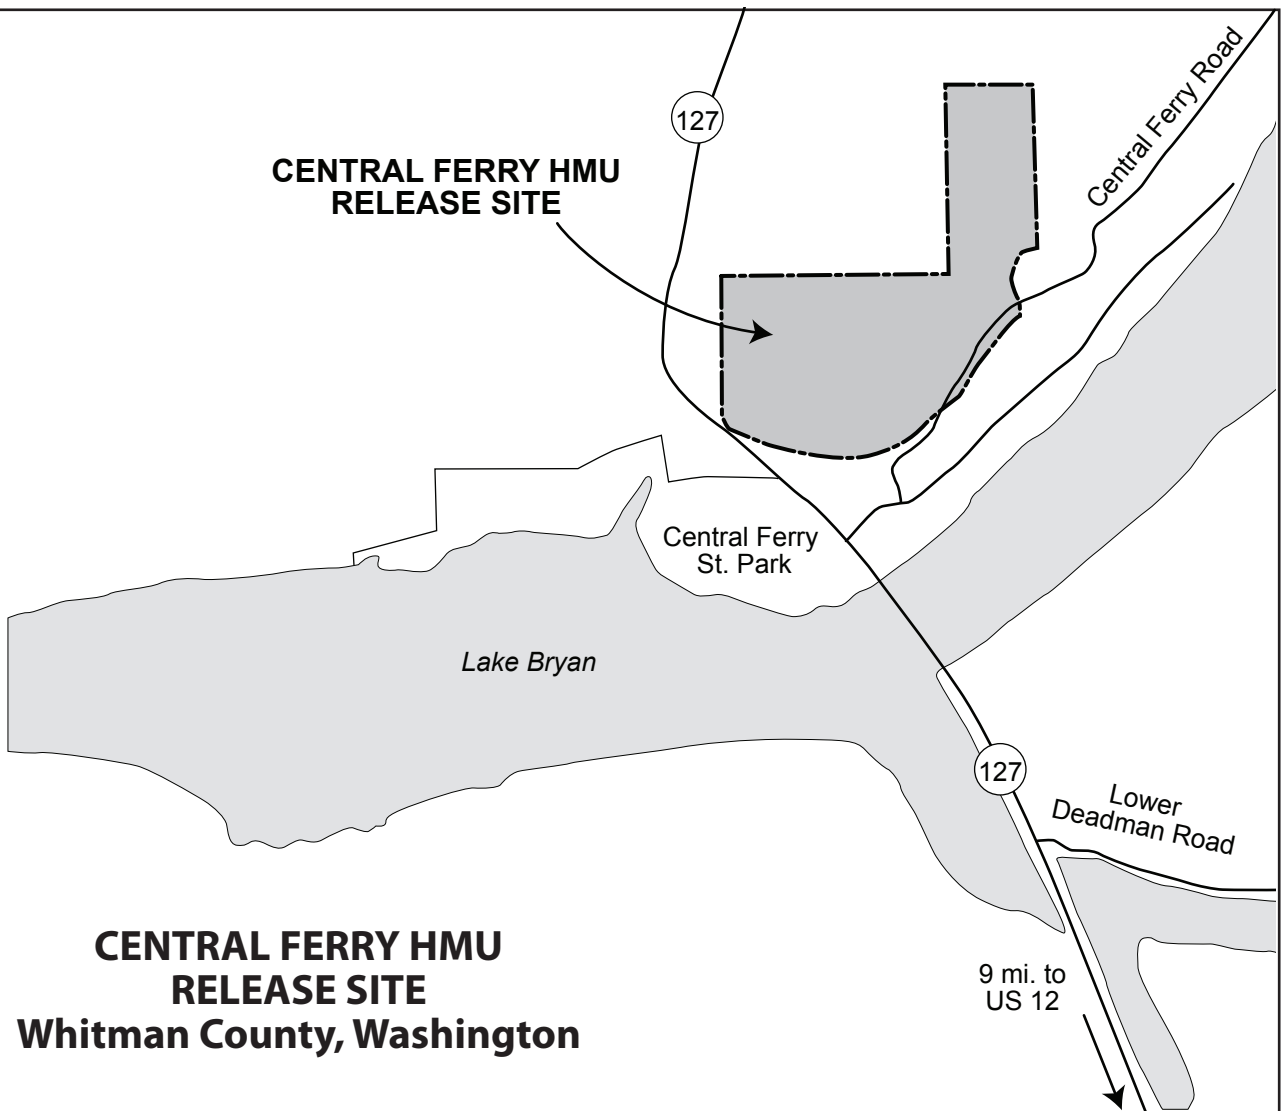 127
Central Ferry Road
CENTRAL FERRY HMU
RELEASE SITE
Central Ferry
St. Park
Lake Bryan
127
Lower
Deadman Road
9 mi. to
US 12
CENTRAL FERRY HMU
RELEASE SITE
Whitman County, Washington